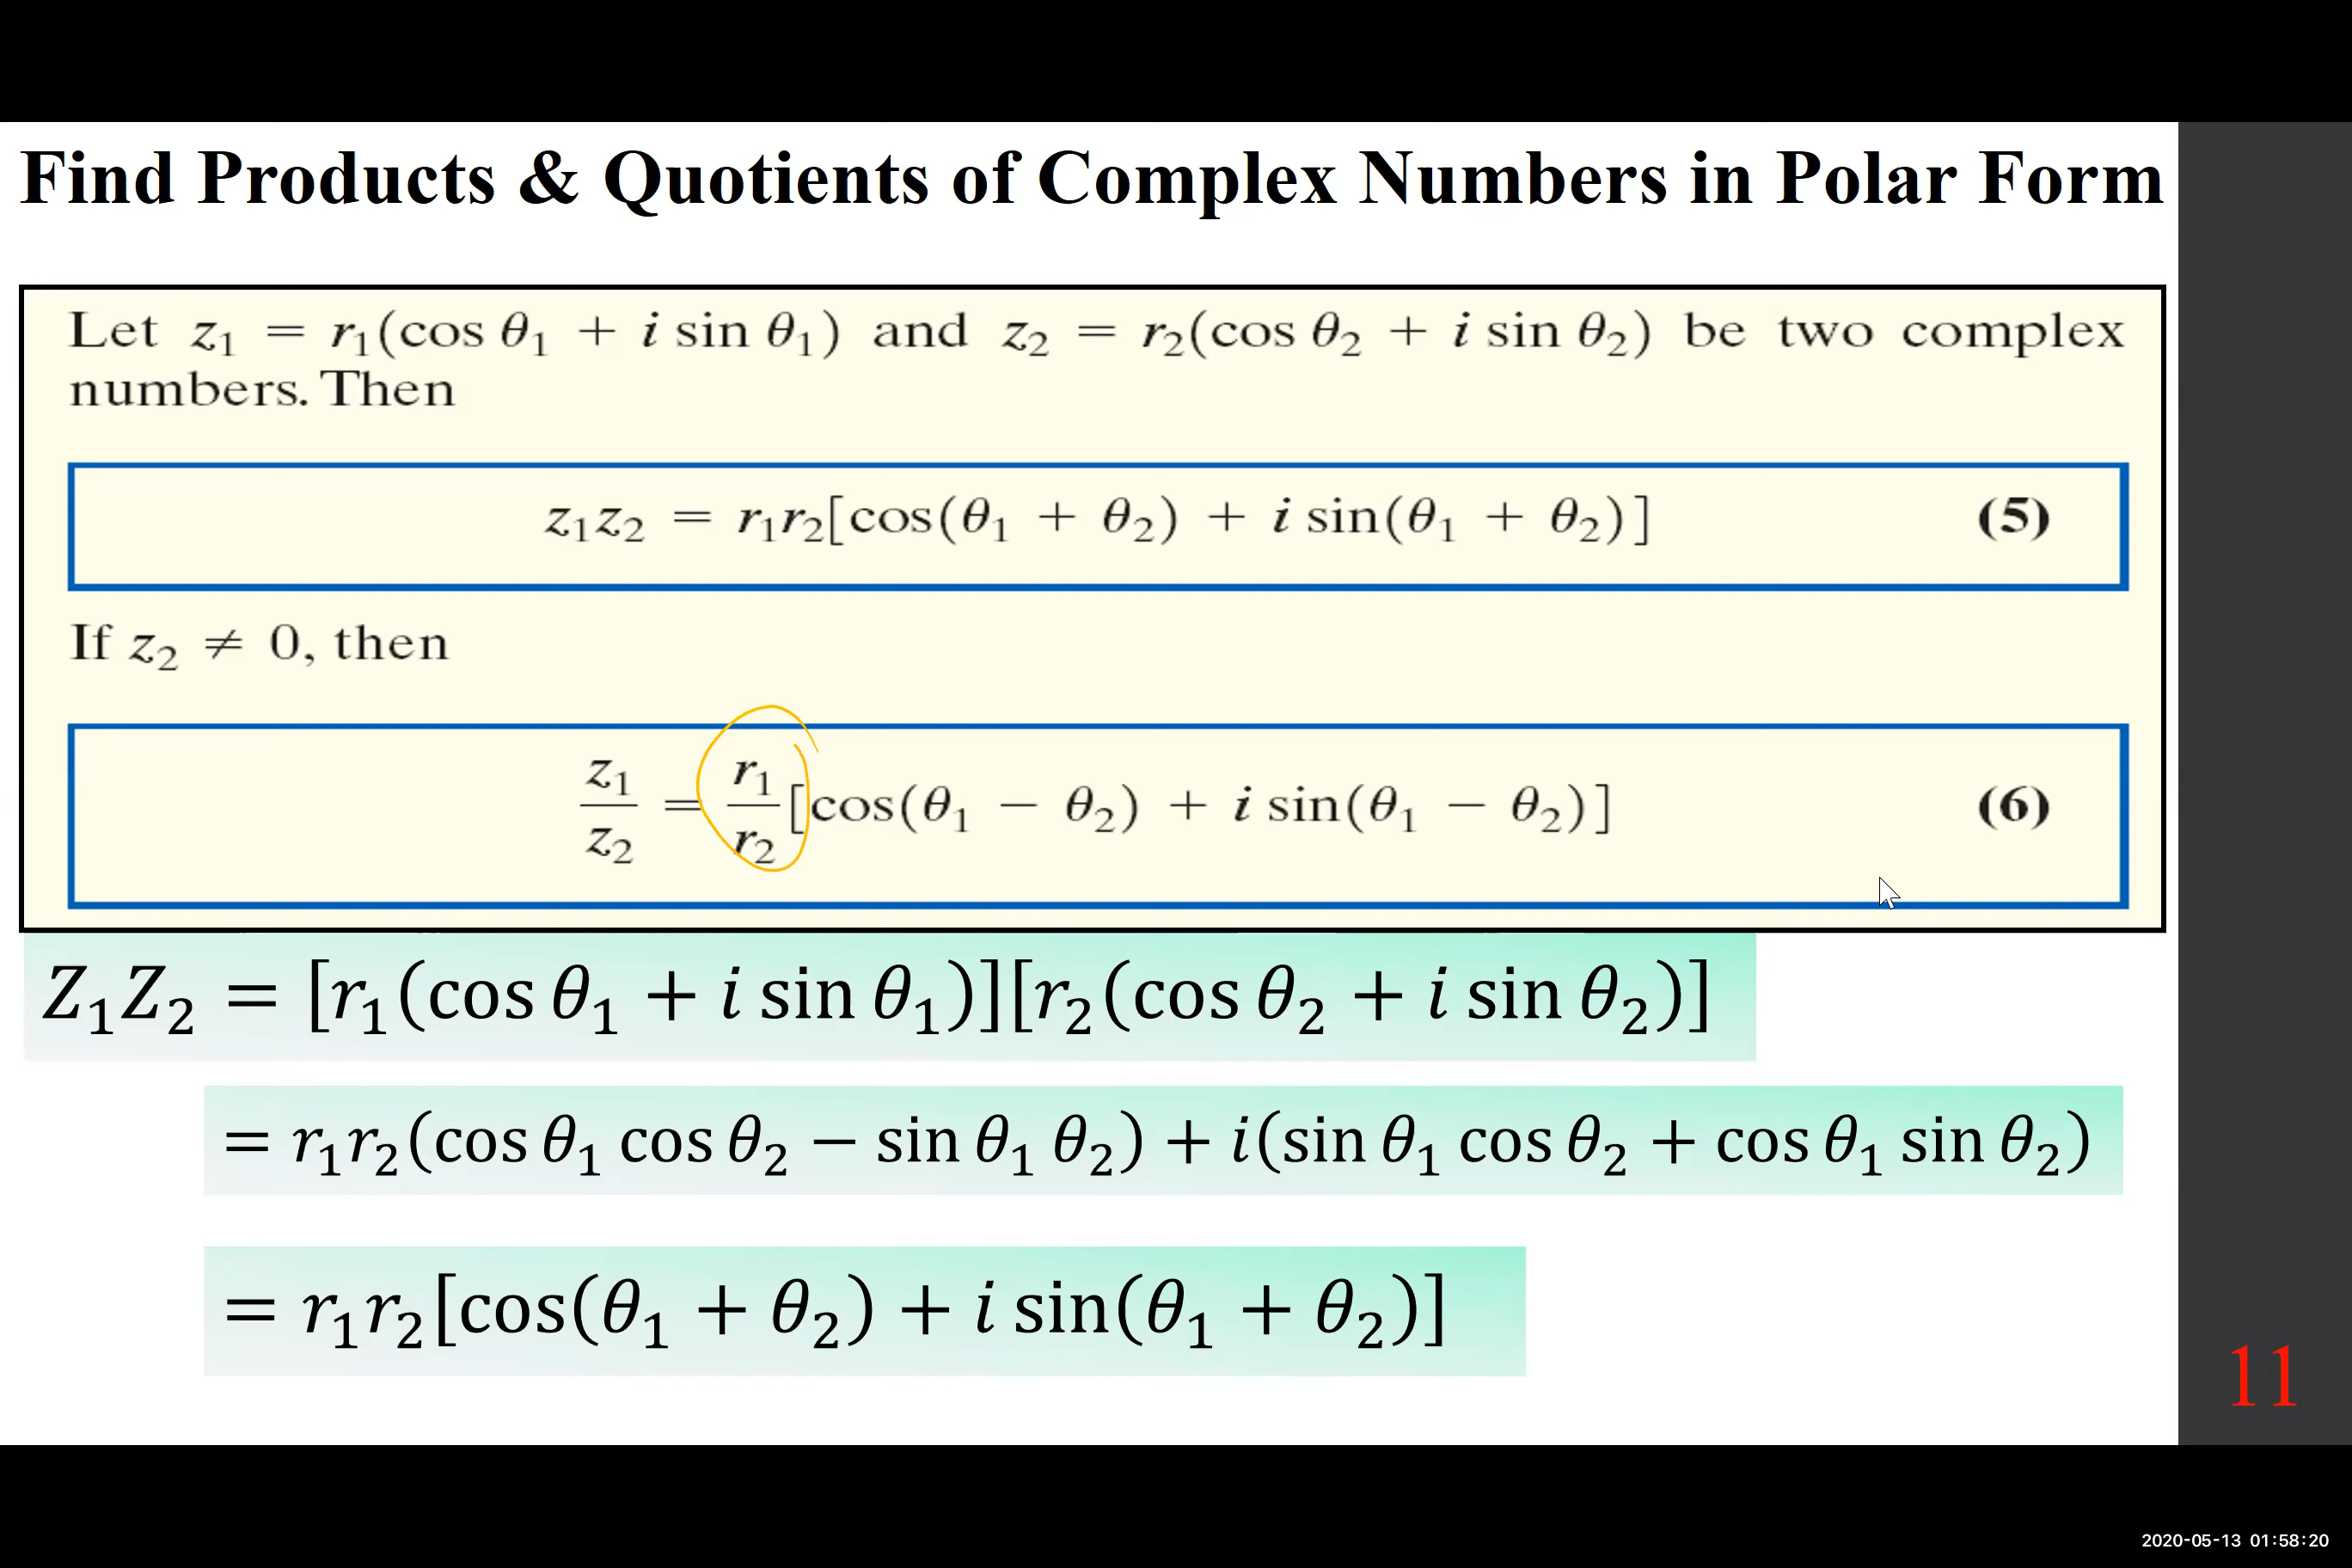 Find Products & Quotients of Complex Numbers in Polar Form
Let z₁ = r₁(cos θ₁ + i sin θ₁) and z₂ = r₂(cos θ₂ + i sin θ₂) be two complex
numbers. Then
z₁z₂ = r₁r₂[cos(θ₁ + θ₂) + i sin(θ₁ + θ₂)] (5)
If z₂ ≠ 0, then
z₁/z₂ = r₁/r₂[cos(θ₁ − θ₂) + i sin(θ₁ − θ₂)] (6)
Z₁Z₂ = [r₁(cos θ₁ + i sin θ₁)][r₂(cos θ₂ + i sin θ₂)]
= r₁r₂(cos θ₁ cos θ₂ − sin θ₁ θ₂) + i(sin θ₁ cos θ₂ + cos θ₁ sin θ₂)
= r₁r₂[cos(θ₁ + θ₂) + i sin(θ₁ + θ₂)]
11
2020-05-13 01:58:20